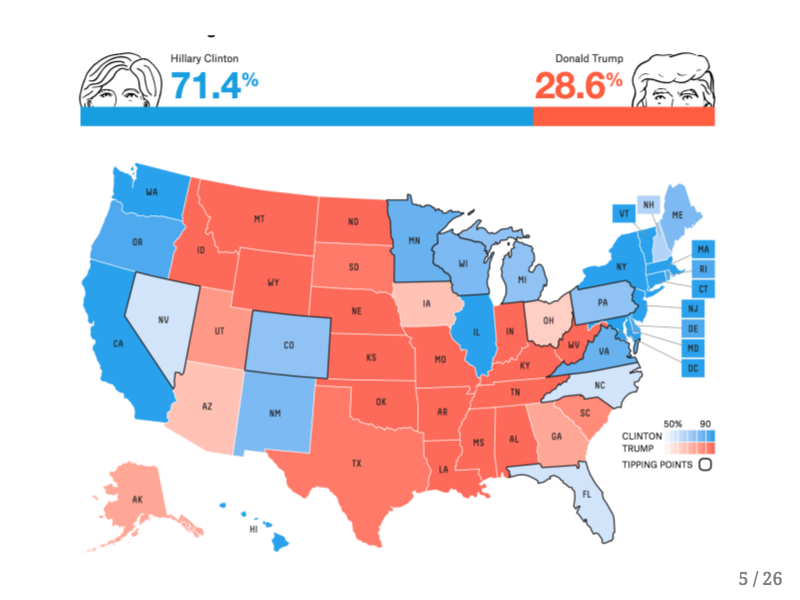 Hillary Clinton
Donald Trump
71.4%
28.6%
WA
MT
ND
MN
VT
NH
ME
OR
ID
SD
WI
MI
NY
MA
RI
CT
WY
IA
PA
NV
NE
OH
NJ
UT
CO
IL
IN
DE
CA
KS
MO
WV
VA
MD
KY
DC
NC
AZ
NM
OK
AR
TN
SC
MS
AL
GA
TX
LA
50% 90
CLINTON
TRUMP
TIPPING POINTS
AK
FL
HI
5 / 26